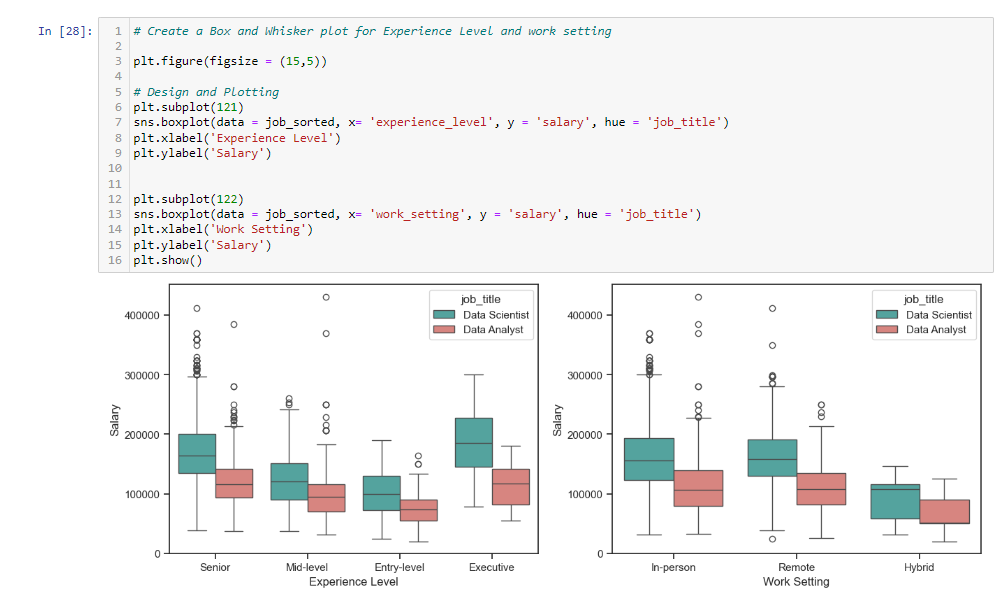 In [28]:
1 # Create a Box and Whisker plot for Experience Level and work setting
2
3 plt.figure(figsize = (15,5))
4
5 # Design and Plotting
6 plt.subplot(121)
7 sns.boxplot(data = job_sorted, x= 'experience_level', y = 'salary', hue = 'job_title')
8 plt.xlabel('Experience Level')
9 plt.ylabel('Salary')
10
11
12 plt.subplot(122)
13 sns.boxplot(data = job_sorted, x= 'work_setting', y = 'salary', hue = 'job_title')
14 plt.xlabel('Work Setting')
15 plt.ylabel('Salary')
16 plt.show()
job_title
Data Scientist
Data Analyst
400000
300000
200000
100000
0
Salary
Senior Mid-level Entry-level Executive
Experience Level
job_title
Data Scientist
Data Analyst
400000
300000
200000
100000
0
Salary
In-person Remote Hybrid
Work Setting